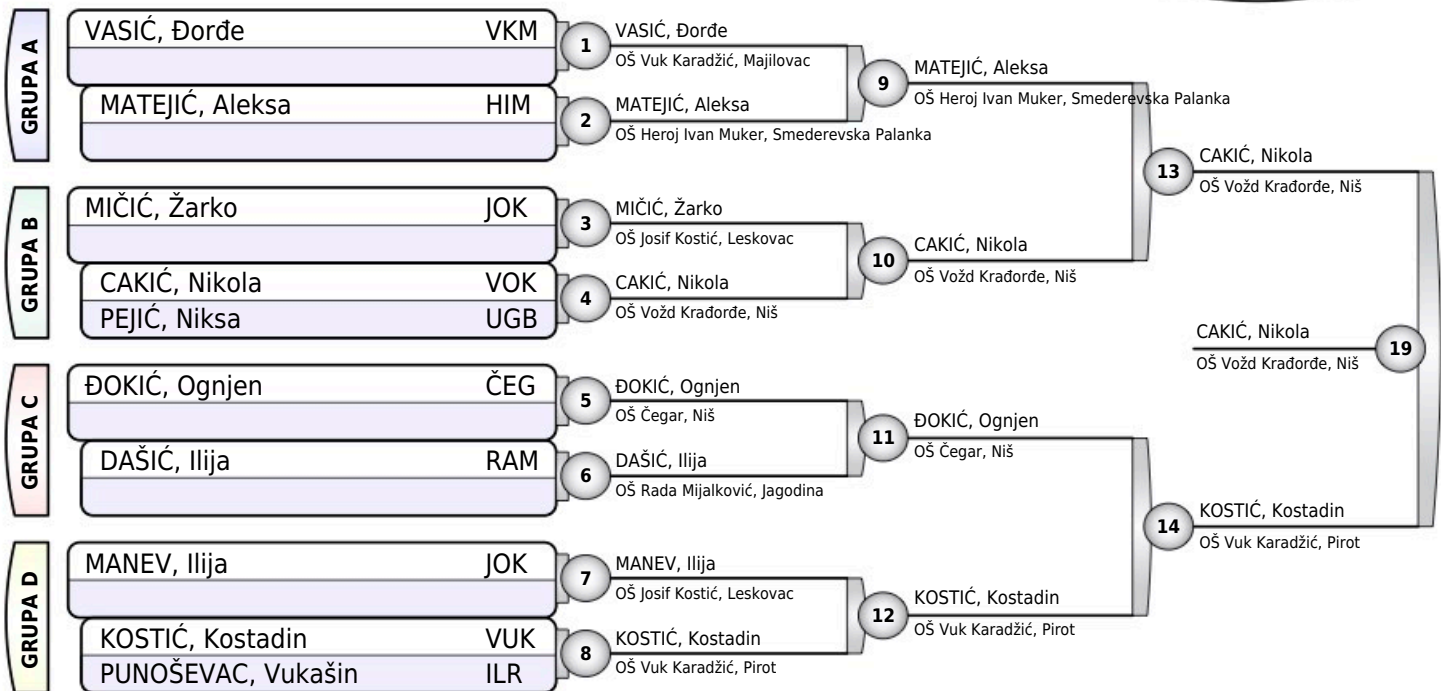 GRUPA A
VASIĆ, Đorđe VKM
MATEJIĆ, Aleksa HIM
GRUPA B
MIČIĆ, Žarko JOK
CAKIĆ, Nikola VOK
PEJIĆ, Niksa UGB
GRUPA C
ĐOKIĆ, Ognjen ČEG
DAŠIĆ, Ilija RAM
GRUPA D
MANEV, Ilija JOK
KOSTIĆ, Kostadin VUK
PUNOŠEVAC, Vukašin ILR
1 VASIĆ, Đorđe
OŠ Vuk Karadžić, Majilovac
2 MATEJIĆ, Aleksa
OŠ Heroj Ivan Muker, Smederevska Palanka
3 MIČIĆ, Žarko
OŠ Josif Kostić, Leskovac
4 CAKIĆ, Nikola
OŠ Vožd Krađorđe, Niš
5 ĐOKIĆ, Ognjen
OŠ Čegar, Niš
6 DAŠIĆ, Ilija
OŠ Rada Mijalković, Jagodina
7 MANEV, Ilija
OŠ Josif Kostić, Leskovac
8 KOSTIĆ, Kostadin
OŠ Vuk Karadžić, Pirot
9 MATEJIĆ, Aleksa
OŠ Heroj Ivan Muker, Smederevska Palanka
10 CAKIĆ, Nikola
OŠ Vožd Krađorđe, Niš
11 ĐOKIĆ, Ognjen
OŠ Čegar, Niš
12 KOSTIĆ, Kostadin
OŠ Vuk Karadžić, Pirot
13 CAKIĆ, Nikola
OŠ Vožd Krađorđe, Niš
14 KOSTIĆ, Kostadin
OŠ Vuk Karadžić, Pirot
CAKIĆ, Nikola 19
OŠ Vožd Krađorđe, Niš